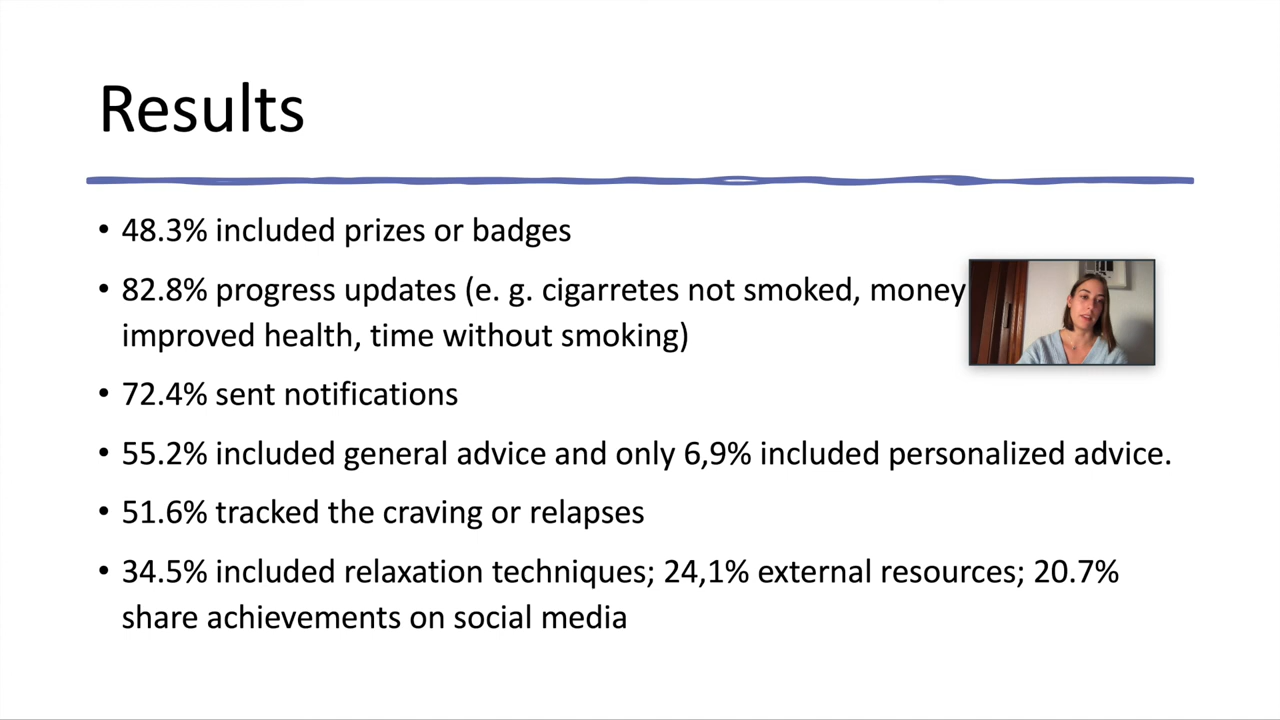 Results
• 48.3% included prizes or badges
• 82.8% progress updates (e. g. cigarretes not smoked, money
improved health, time without smoking)
• 72.4% sent notifications
• 55.2% included general advice and only 6,9% included personalized advice.
• 51.6% tracked the craving or relapses
• 34.5% included relaxation techniques; 24,1% external resources; 20.7%
share achievements on social media